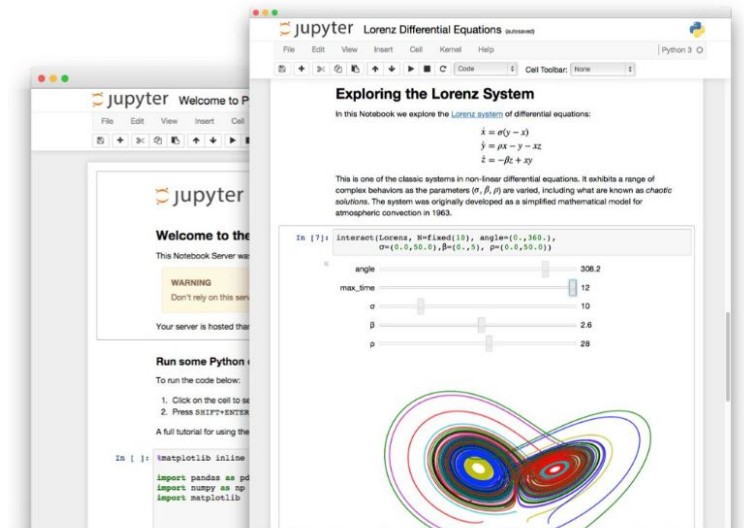 jupyter Lorenz Differential Equations (autosaved)
File Edit View Insert Cell Kernel Help Python 3
Code Cell Toolbar: None
Exploring the Lorenz System
In this Notebook we explore the Lorenz system of differential equations:
ẋ = σ(y − x)
ẏ = ρx − y − xz
ż = −βz + xy
This is one of the classic systems in non-linear differential equations. It exhibits a range of
complex behaviors as the parameters (σ, β, ρ) are varied, including what are known as chaotic
solutions. The system was originally developed as a simplified mathematical model for
atmospheric convection in 1963.
In [7]: interact(Lorenz, N=fixed(10), angle=(0.,360.),
σ=(0.0,50.0),β=(0.,5), ρ=(0.0,50.0))
angle 308.2
max_time 12
σ 10
β 2.6
ρ 28
jupyter Welcome to P
File Edit View Insert Cell
jupyter
Welcome to the
This Notebook Server was
WARNING
Don't rely on this serv
Your server is hosted than
Run some Python c
To run the code below:
1. Click on the cell to se
2. Press SHIFT+ENTER
A full tutorial for using the
In [ ]: %matplotlib inline
import pandas as pd
import numpy as np
import matplotlib